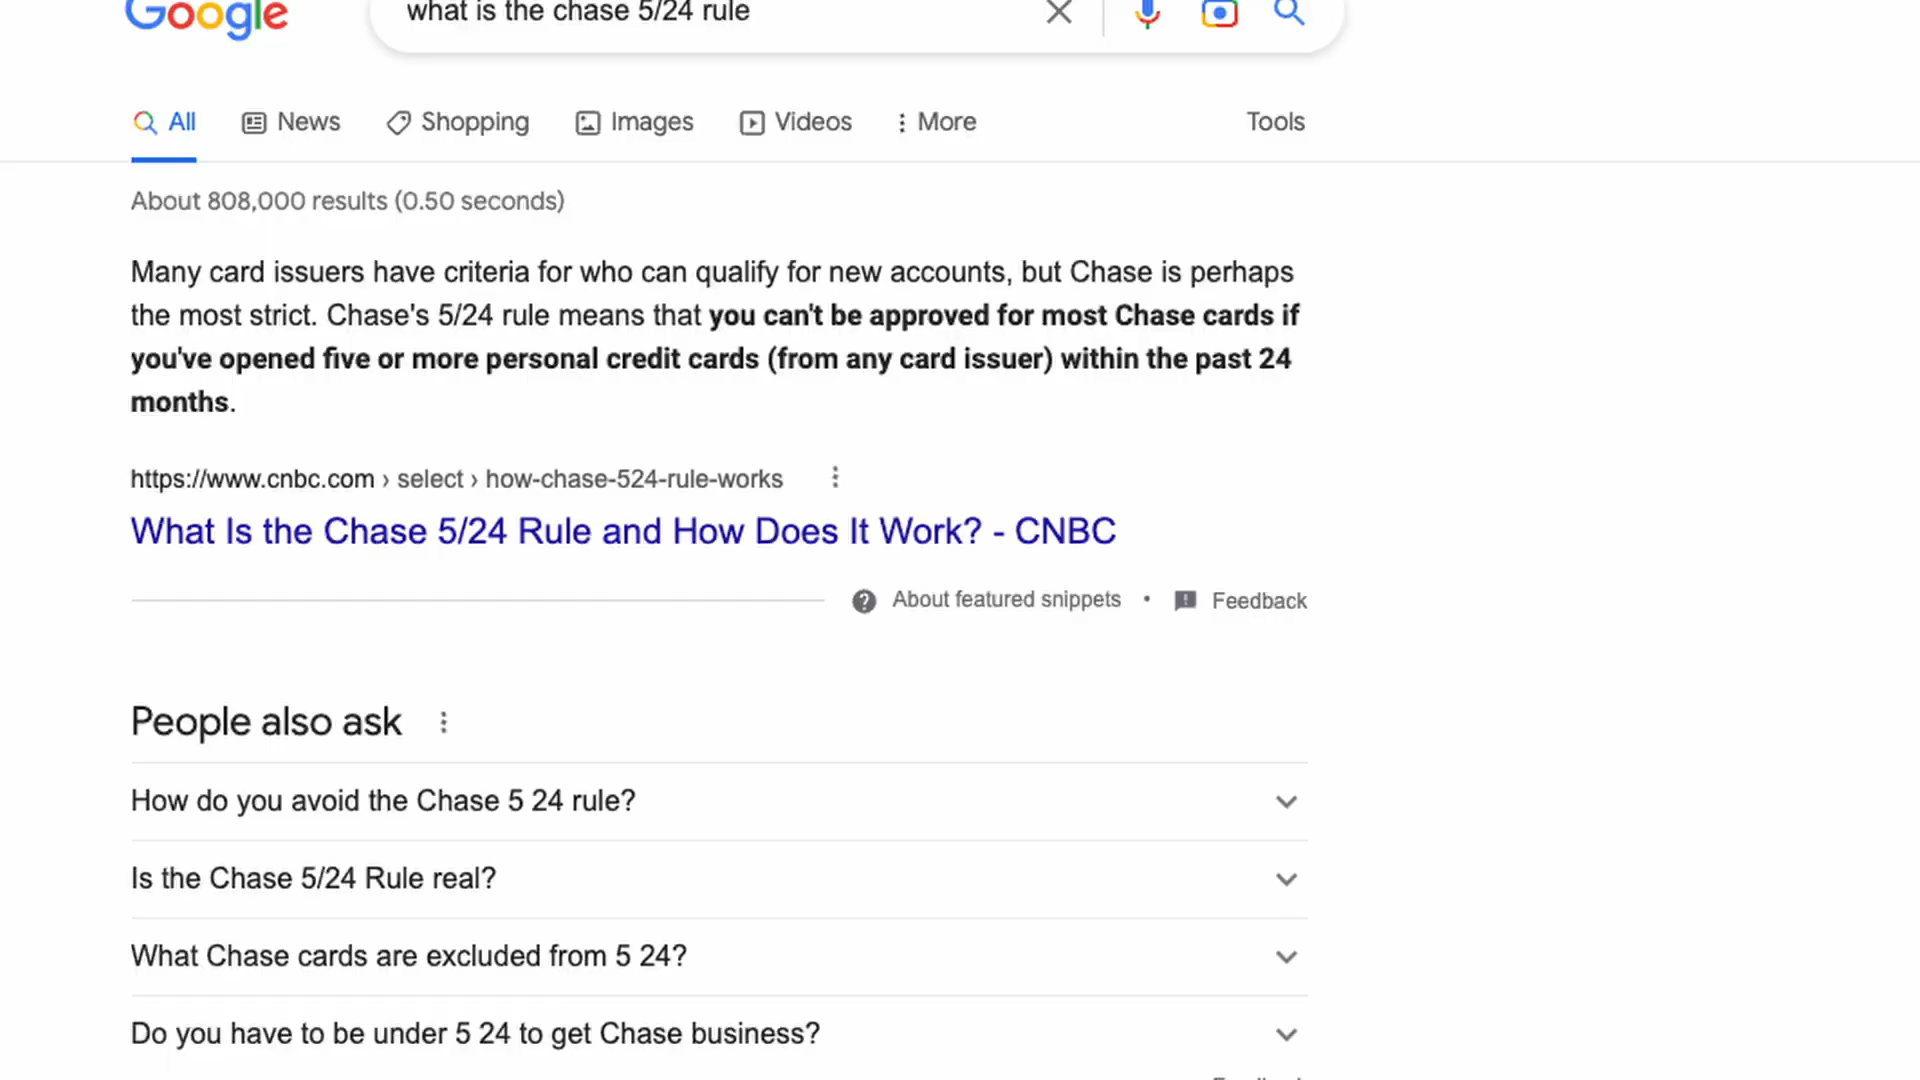 Google
what is the chase 5/24 rule
All
News
Shopping
Images
Videos
More
Tools
About 808,000 results (0.50 seconds)
Many card issuers have criteria for who can qualify for new accounts, but Chase is perhaps
the most strict. Chase's 5/24 rule means that you can't be approved for most Chase cards if
you've opened five or more personal credit cards (from any card issuer) within the past 24
months.
https://www.cnbc.com › select › how-chase-524-rule-works
What Is the Chase 5/24 Rule and How Does It Work? - CNBC
About featured snippets • Feedback
People also ask
How do you avoid the Chase 5 24 rule?
Is the Chase 5/24 Rule real?
What Chase cards are excluded from 5 24?
Do you have to be under 5 24 to get Chase business?